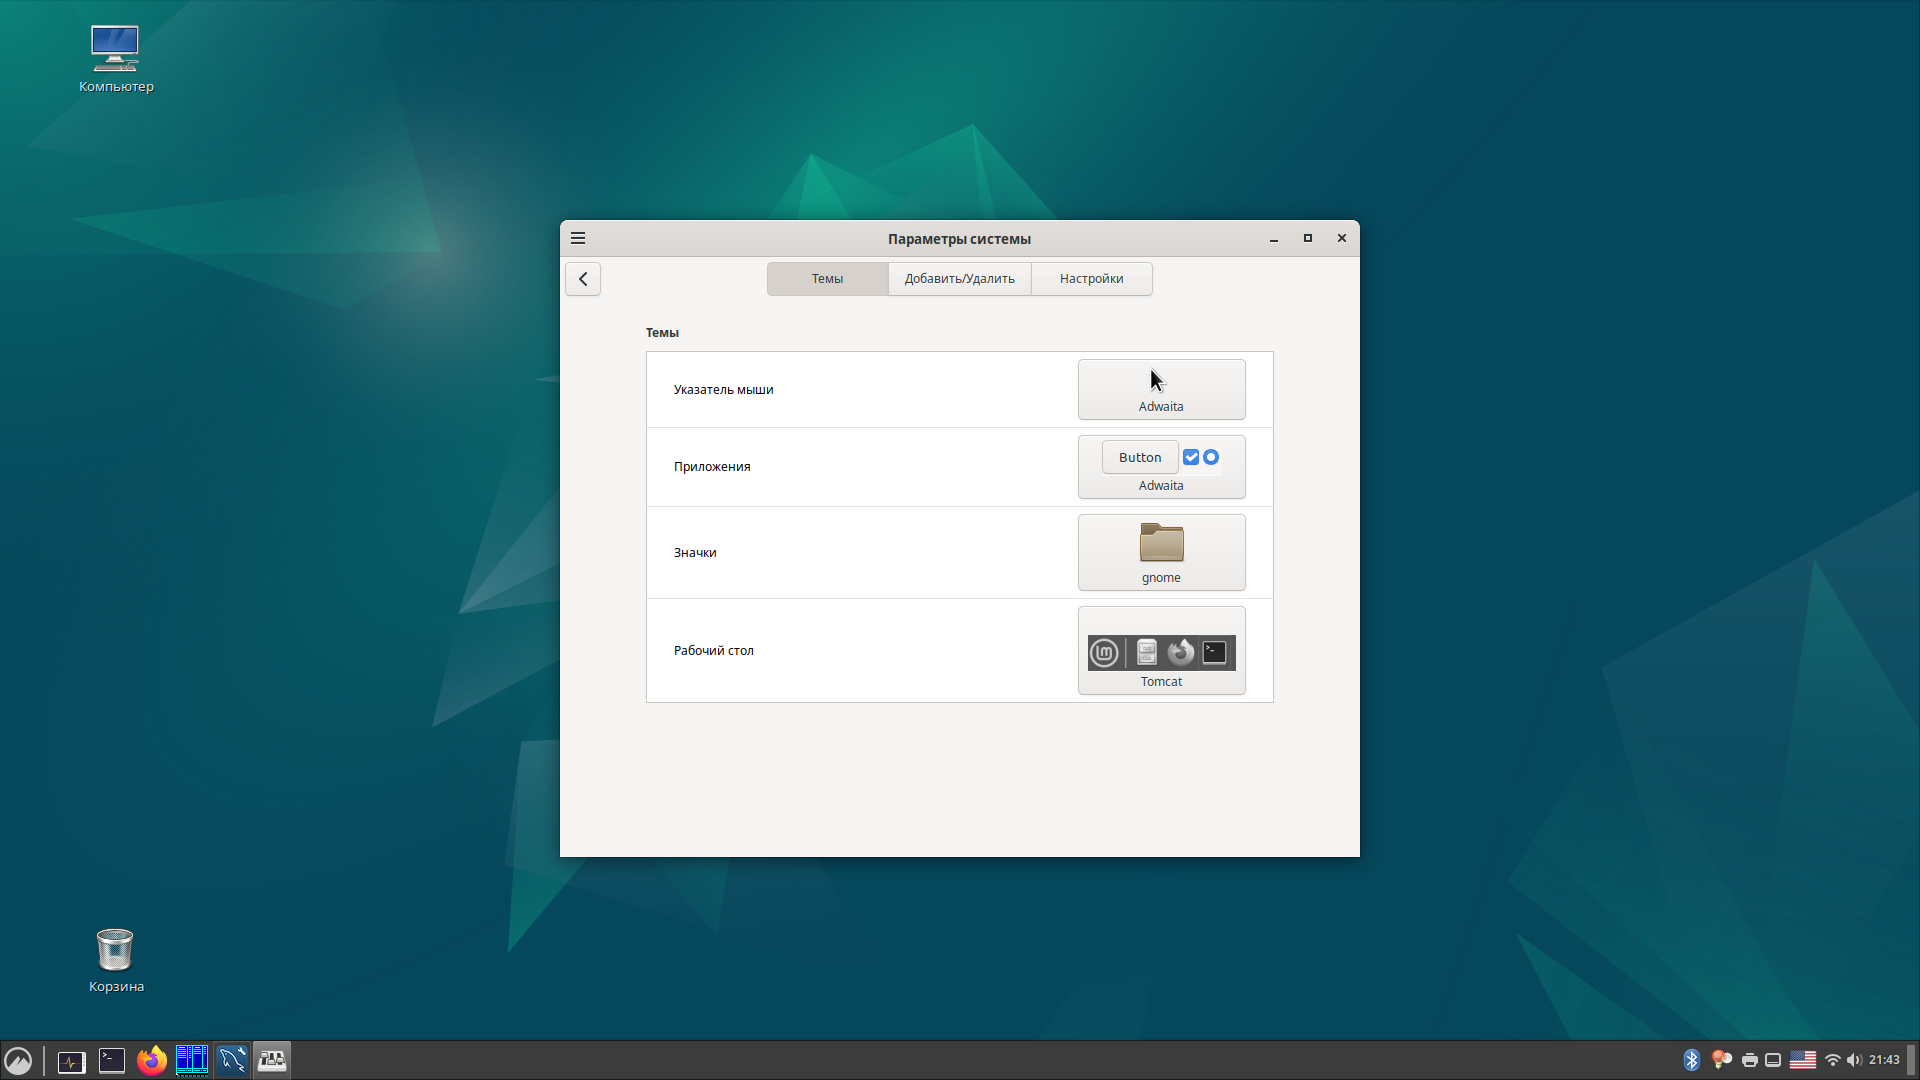 Компьютер
Параметры системы
Темы
Добавить/Удалить
Настройки
Темы
Указатель мыши
Adwaita
Приложения
Button
Adwaita
Значки
gnome
Рабочий стол
Tomcat
Корзина
21:43